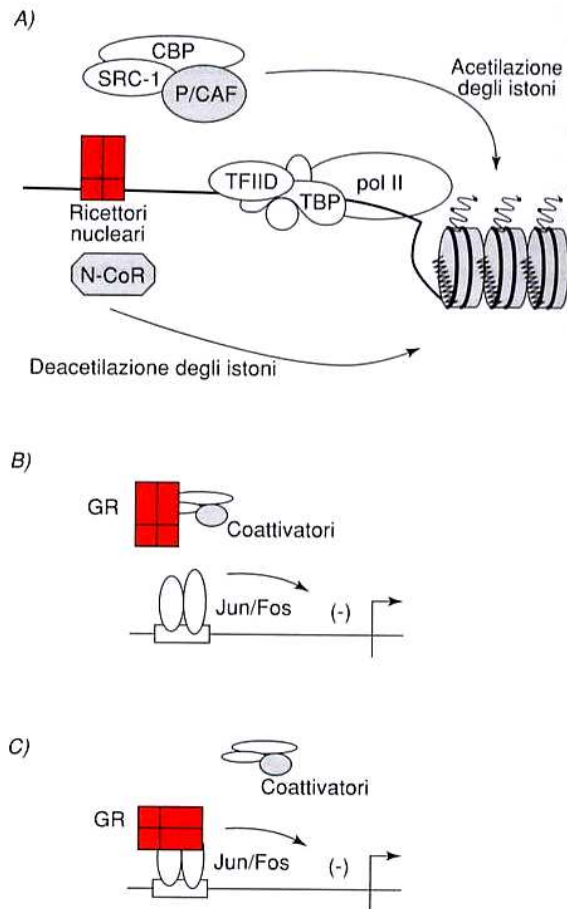 A)
CBP
SRC-1
P/CAF
Acetilazione
degli istoni
TFIID
TBP
pol II
Ricettori
nucleari
N-CoR
Deacetilazione degli istoni
B)
GR
Coattivatori
Jun/Fos
(-)
C)
Coattivatori
GR
Jun/Fos
(-)